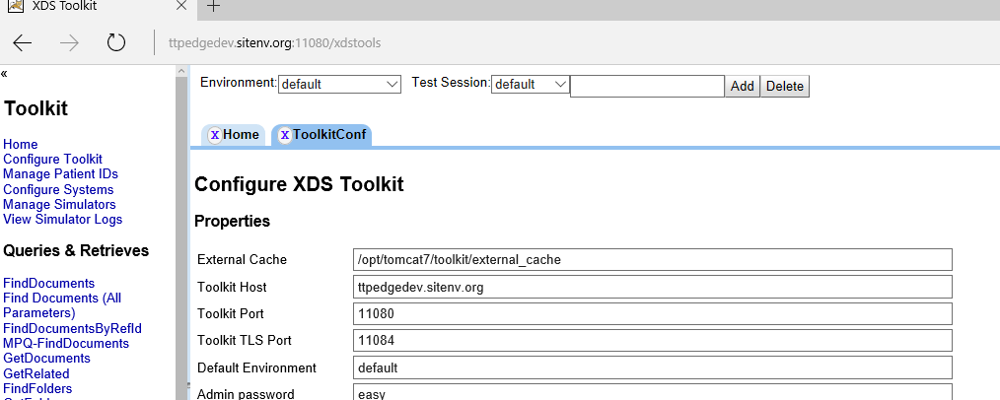 XDS Toolkit
ttpedgedev.sitenv.org:11080/xdstools
«
Toolkit
Home
Configure Toolkit
Manage Patient IDs
Configure Systems
Manage Simulators
View Simulator Logs
Queries & Retrieves
FindDocuments
Find Documents (All
Parameters)
FindDocumentsByRefId
MPQ-FindDocuments
GetDocuments
GetRelated
FindFolders
Environment: default Test Session: default Add Delete
X Home X ToolkitConf
Configure XDS Toolkit
Properties
External Cache /opt/tomcat7/toolkit/external_cache
Toolkit Host ttpedgedev.sitenv.org
Toolkit Port 11080
Toolkit TLS Port 11084
Default Environment default
Admin password easy